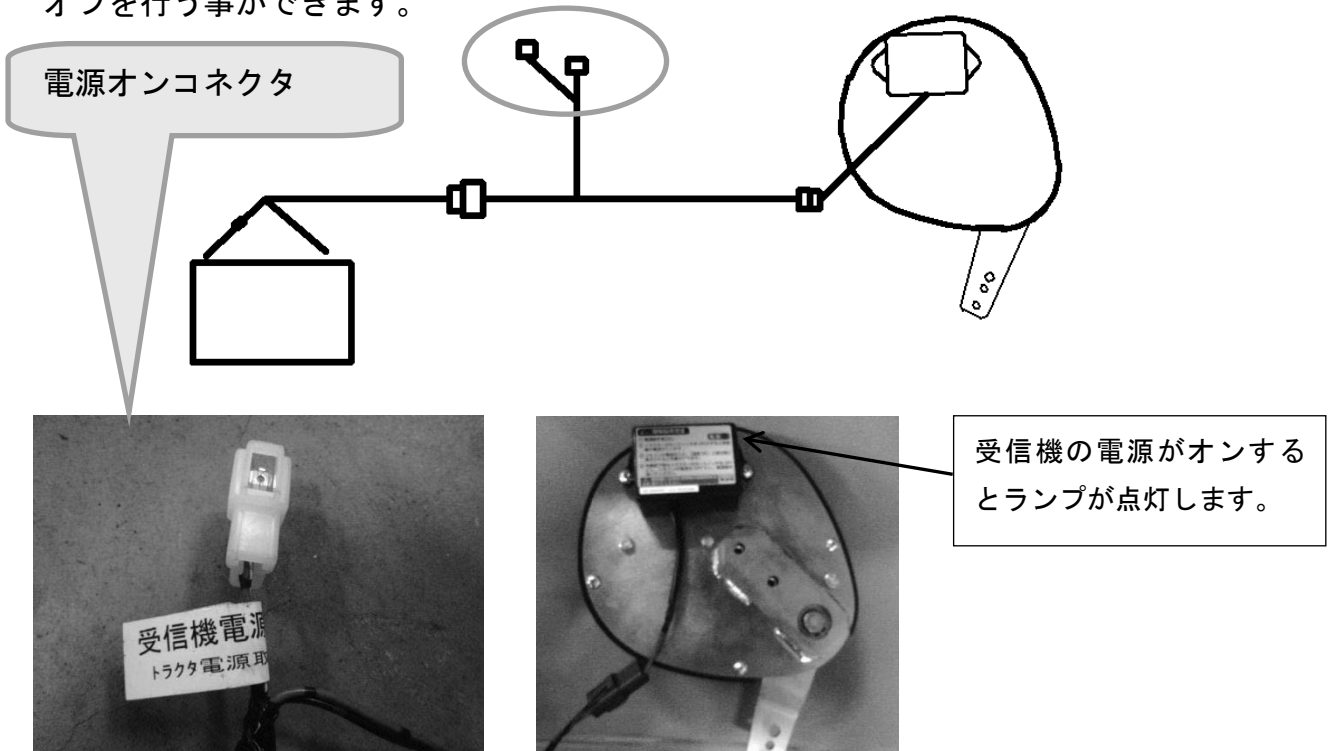 オフを行う事ができます。
電源オンコネクタ
受信機の電源がオンする
とランプが点灯します。
受信機電源
トラクタ電源取